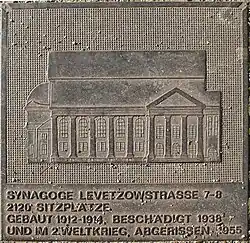 SYNAGOGE LEVETZOWSTRASSE 7-8
2120 SITZPLÄTZE.
GEBAUT 1912-1914, BESCHÄDIGT 1938
UND IM 2.WELTKRIEG, ABGERISSEN, 1955